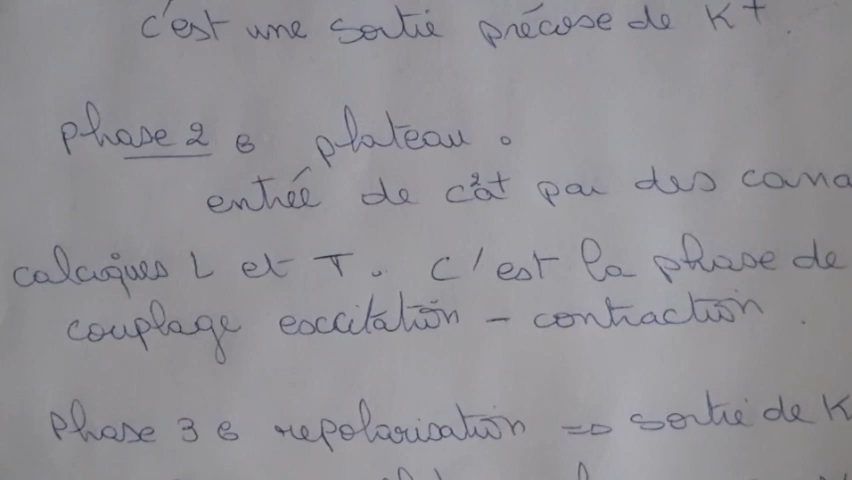 c'est une sortie précose de K+.
phase 2 : plateau.
entrée de Ca2+ par des cana
calciques L et T. C'est la phase de
couplage excitation - contraction.
phase 3 : repolarisation => sortie de K